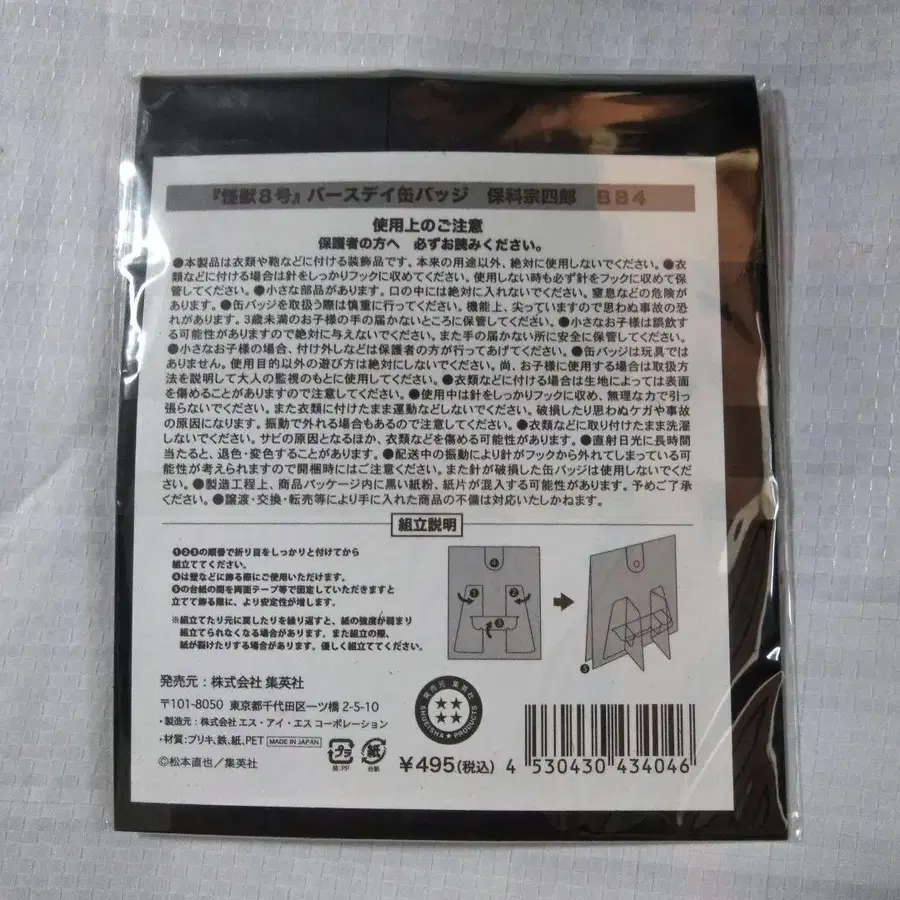 『怪獣8号』バースデイ缶バッジ　保科宗四郎　BB4
使用上のご注意
保護者の方へ　必ずお読みください。
●本製品は衣類や鞄などに付ける装飾品です。本来の用途以外、絶対に使用しないでください。●衣
類などに付ける場合は針をしっかりフックに収めてください。使用しない時も必ず針をフックに収めて保
管してください。●小さな部品があります。口の中には絶対に入れないでください。窒息などの危険が
あります。●缶バッジを取扱う際は慎重に行ってください。機能上、尖っていますので思わぬ事故の恐
れがあります。3歳未満のお子様の手の届かないところに保管してください。●小さなお子様は誤飲す
る可能性がありますので絶対に与えないでください。また手の届かない所に安全に保管してください。
●小さなお子様の場合、付け外しなどは保護者の方が行ってあげてください。●缶バッジは玩具では
ありません。使用目的以外の遊び方は絶対にしないでください。尚、お子様に使用する場合は取扱方
法を説明して大人の監視のもとに使用してください。●衣類などに付ける場合は生地によっては表面
を傷めることがありますので注意してください。●使用中は針をしっかりフックに収め、無理な力で引っ
張らないでください。また衣類に付けたまま運動などしないでください。破損したり思わぬケガや事故
の原因になります。振動で外れる場合もあるので注意してください。●衣類などに取り付けたまま洗濯
しないでください。サビの原因となるほか、衣類などを傷める可能性があります。●直射日光に長時間
当たると、退色・変色することがあります。●配送中の振動により針がフックから外れてしまっている可
能性が考えられますので開梱時にはご注意ください。また針が破損した缶バッジは使用しないでくだ
さい。●製造工程上、商品パッケージ内に黒い紙粉、紙片が混入する可能性があります。予めご了承
ください。●譲渡・交換・転売等により手に入れた商品の不備は対応いたしかねます。
組立説明
①②③の順番で折り目をしっかりと付けてから
組立ててください。
④は壁などに飾る際にご使用いただけます。
⑤の台紙の間を両面テープ等で固定していただきますと
立てて飾る際に、より安定性が増します。
※組立てたり元に戻したりを繰り返すと、紙の強度が弱まり
組立てられなくなる場合があります。また組立の際、
紙が裂けたりする場合があります。優しく組立ててください。
④
① ②
③
⑤
発売元：株式会社 集英社
〒101-8050　東京都千代田区一ツ橋 2-5-10
・製造元：株式会社 エス・アイ・エス コーポレーション
・材質：ブリキ、鉄、紙、PET　MADE IN JAPAN
©松本直也／集英社
発売元 集英社
SHUEISHA PRODUCTS
プラ
袋：PP
紙
台紙
¥495（税込）
4 530430 434046